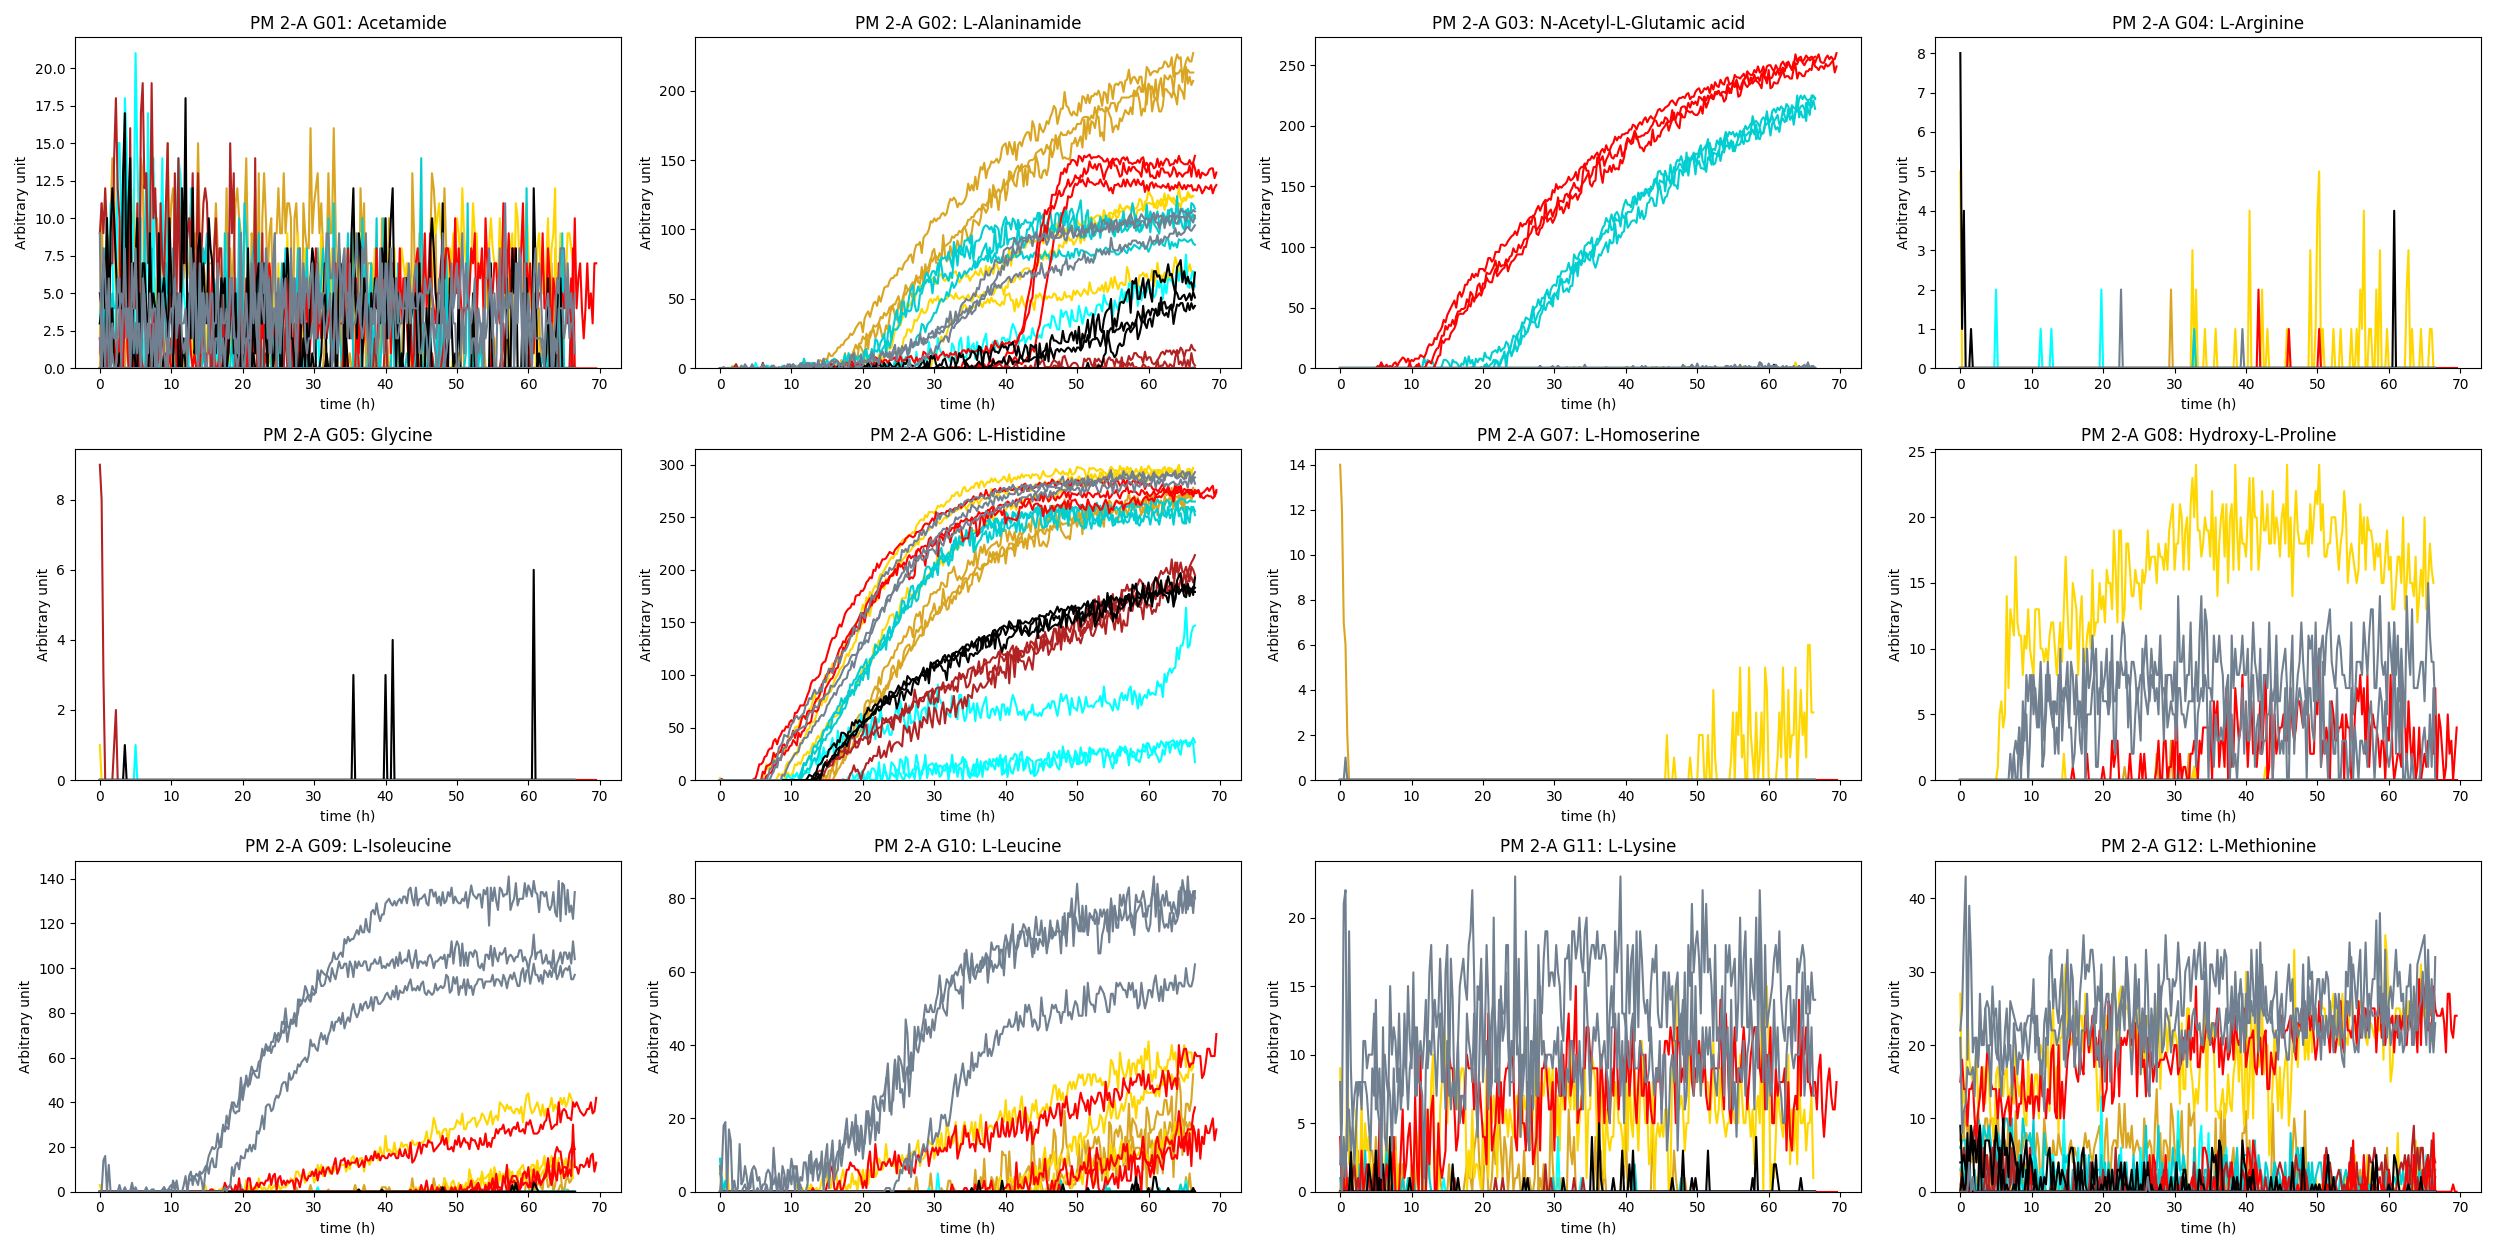 PM 2-A G01: Acetamide
Arbitrary unit
20.0
17.5
15.0
12.5
10.0
7.5
5.0
2.5
0.0
0 10 20 30 40 50 60 70
time (h)
PM 2-A G02: L-Alaninamide
Arbitrary unit
200
150
100
50
0
0 10 20 30 40 50 60 70
time (h)
PM 2-A G03: N-Acetyl-L-Glutamic acid
Arbitrary unit
250
200
150
100
50
0
0 10 20 30 40 50 60 70
time (h)
PM 2-A G04: L-Arginine
Arbitrary unit
8
7
6
5
4
3
2
1
0
0 10 20 30 40 50 60 70
time (h)
PM 2-A G05: Glycine
Arbitrary unit
8
6
4
2
0
0 10 20 30 40 50 60 70
time (h)
PM 2-A G06: L-Histidine
Arbitrary unit
300
250
200
150
100
50
0
0 10 20 30 40 50 60 70
time (h)
PM 2-A G07: L-Homoserine
Arbitrary unit
14
12
10
8
6
4
2
0
0 10 20 30 40 50 60 70
time (h)
PM 2-A G08: Hydroxy-L-Proline
Arbitrary unit
25
20
15
10
5
0
0 10 20 30 40 50 60 70
time (h)
PM 2-A G09: L-Isoleucine
Arbitrary unit
140
120
100
80
60
40
20
0
0 10 20 30 40 50 60 70
time (h)
PM 2-A G10: L-Leucine
Arbitrary unit
80
60
40
20
0
0 10 20 30 40 50 60 70
time (h)
PM 2-A G11: L-Lysine
Arbitrary unit
20
15
10
5
0
0 10 20 30 40 50 60 70
time (h)
PM 2-A G12: L-Methionine
Arbitrary unit
40
30
20
10
0
0 10 20 30 40 50 60 70
time (h)